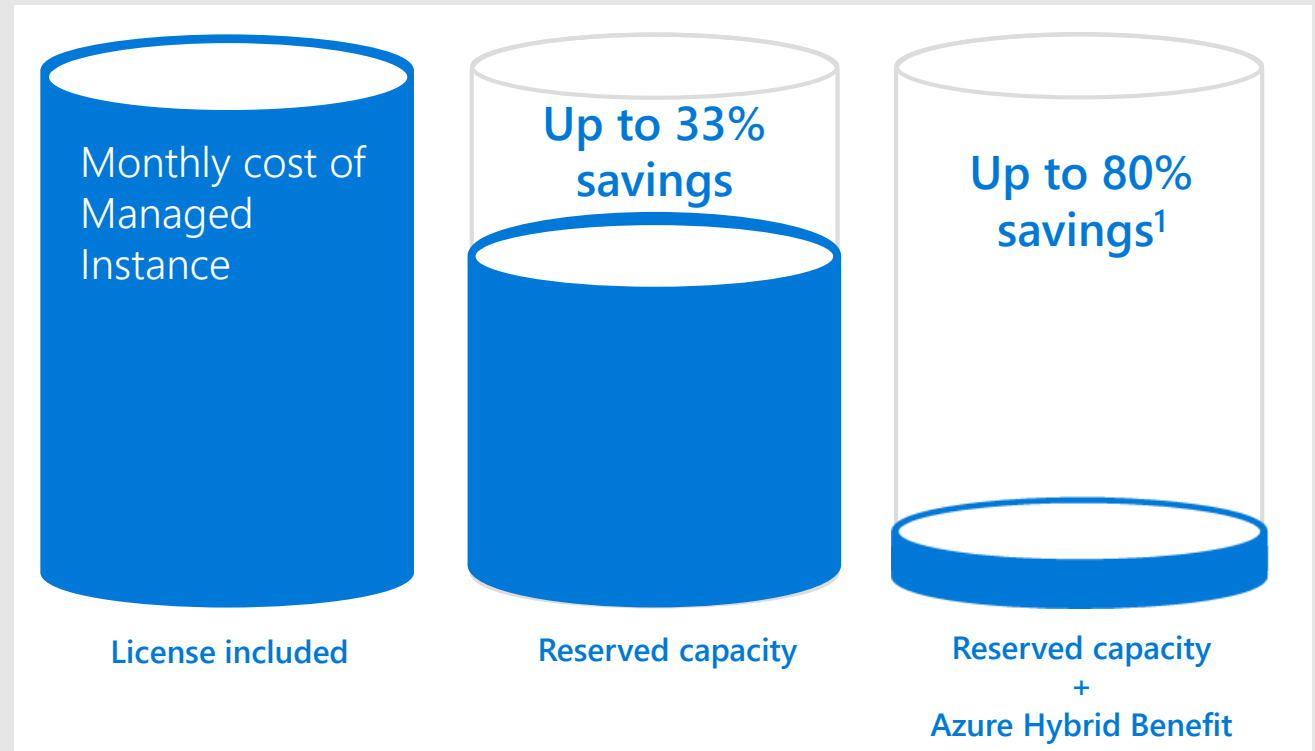 Monthly cost of
Managed
Instance
Up to 33%
savings
Up to 80%
savings¹
License included
Reserved capacity
Reserved capacity
+
Azure Hybrid Benefit